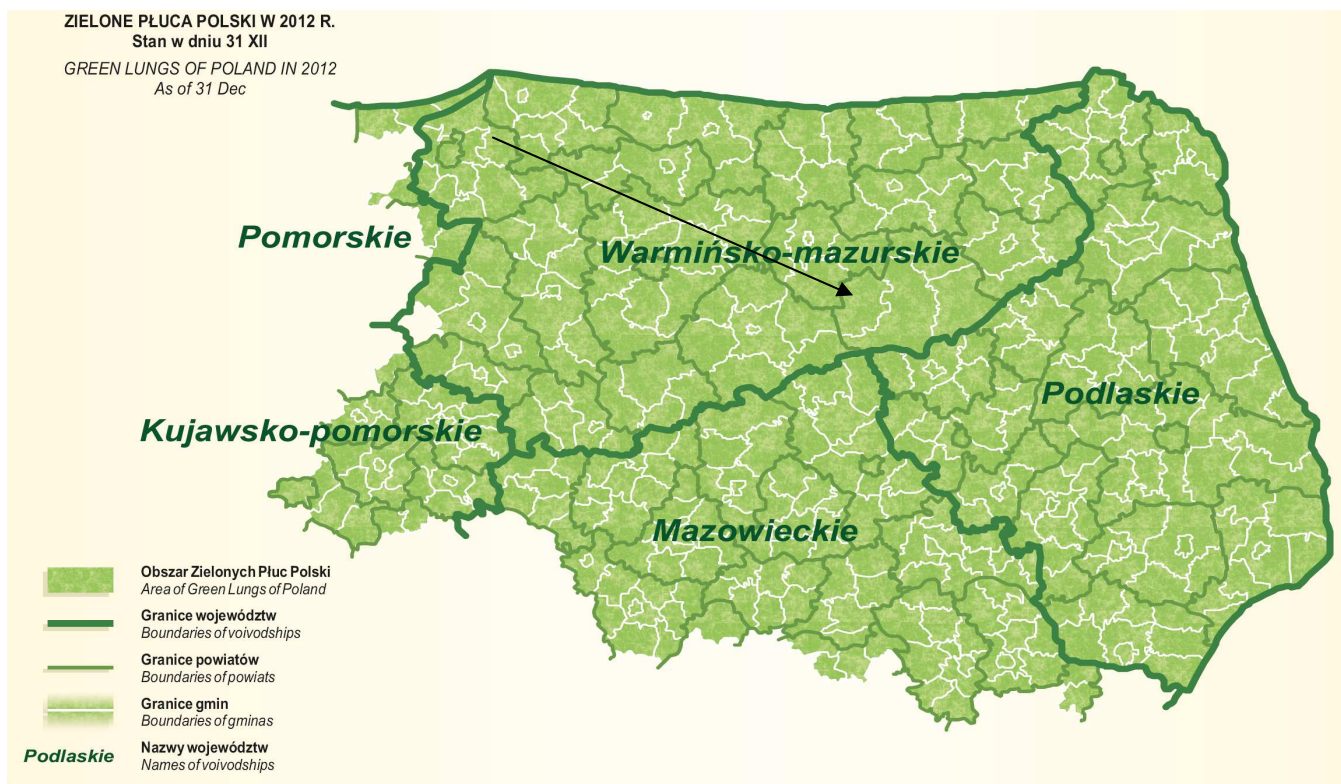 ZIELONE PŁUCA POLSKI W 2012 R.
Stan w dniu 31 XII
GREEN LUNGS OF POLAND IN 2012
As of 31 Dec
Pomorskie
Warmińsko-mazurskie
Podlaskie
Kujawsko-pomorskie
Mazowieckie
Obszar Zielonych Płuc Polski
Area of Green Lungs of Poland
Granice województw
Boundaries of voivodships
Granice powiatów
Boundaries of powiats
Granice gmin
Boundaries of gminas
Podlaskie
Nazwy województw
Names of voivodships